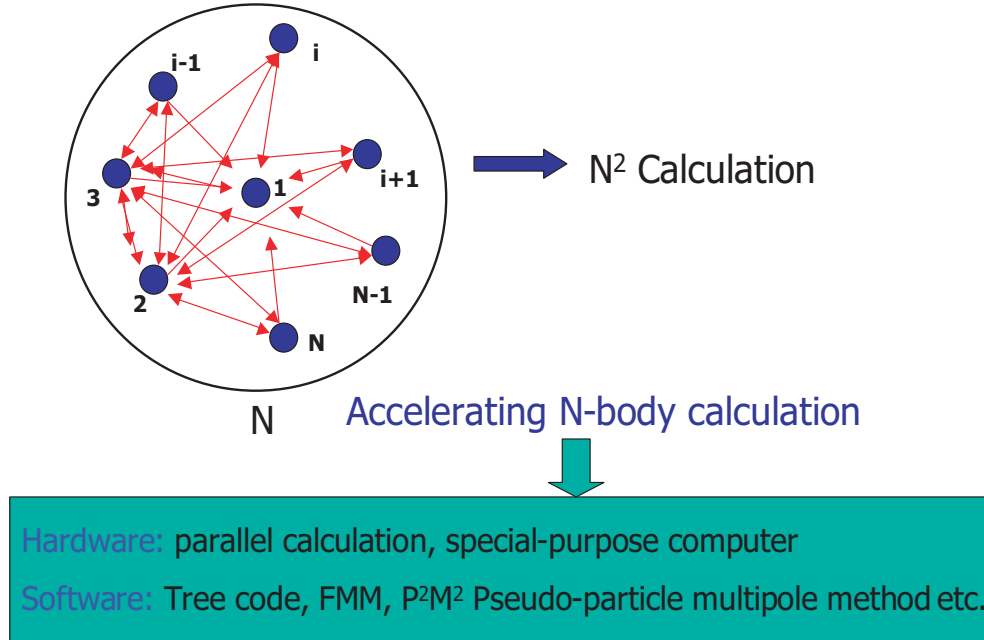 i
i-1
i+1
3
1
N² Calculation
2
N-1
N
N
Accelerating N-body calculation
Hardware: parallel calculation, special-purpose computer
Software: Tree code, FMM, P²M² Pseudo-particle multipole method etc.